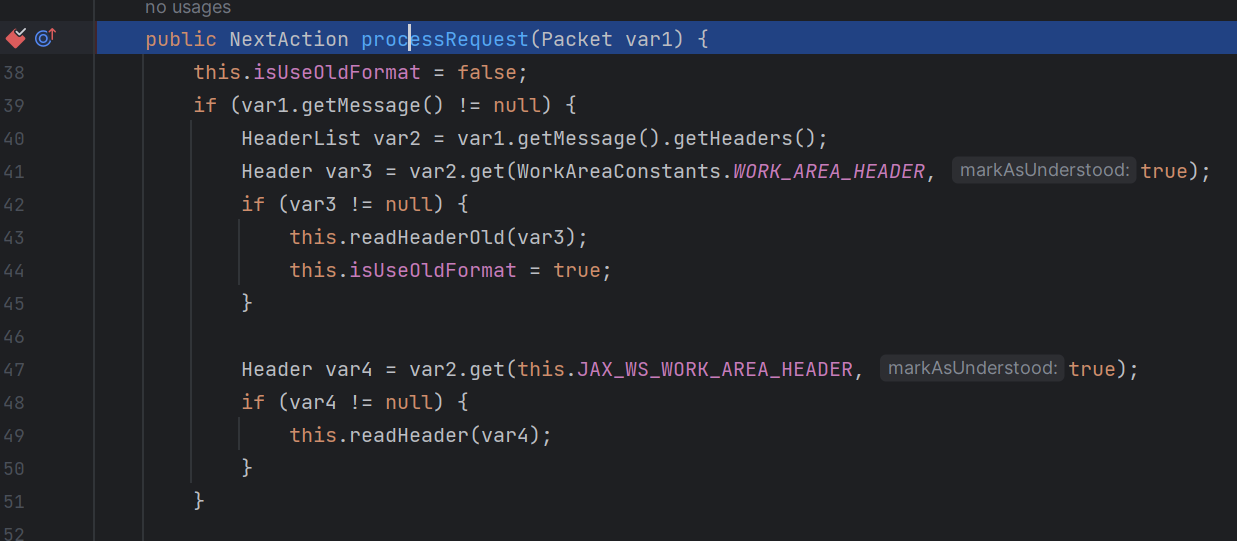 no usages
public NextAction processRequest(Packet var1) {
38 this.isUseOldFormat = false;
39 if (var1.getMessage() != null) {
40 HeaderList var2 = var1.getMessage().getHeaders();
41 Header var3 = var2.get(WorkAreaConstants.WORK_AREA_HEADER, markAsUnderstood: true);
42 if (var3 != null) {
43 this.readHeaderOld(var3);
44 this.isUseOldFormat = true;
45 }
46
47 Header var4 = var2.get(this.JAX_WS_WORK_AREA_HEADER, markAsUnderstood: true);
48 if (var4 != null) {
49 this.readHeader(var4);
50 }
51 }
52